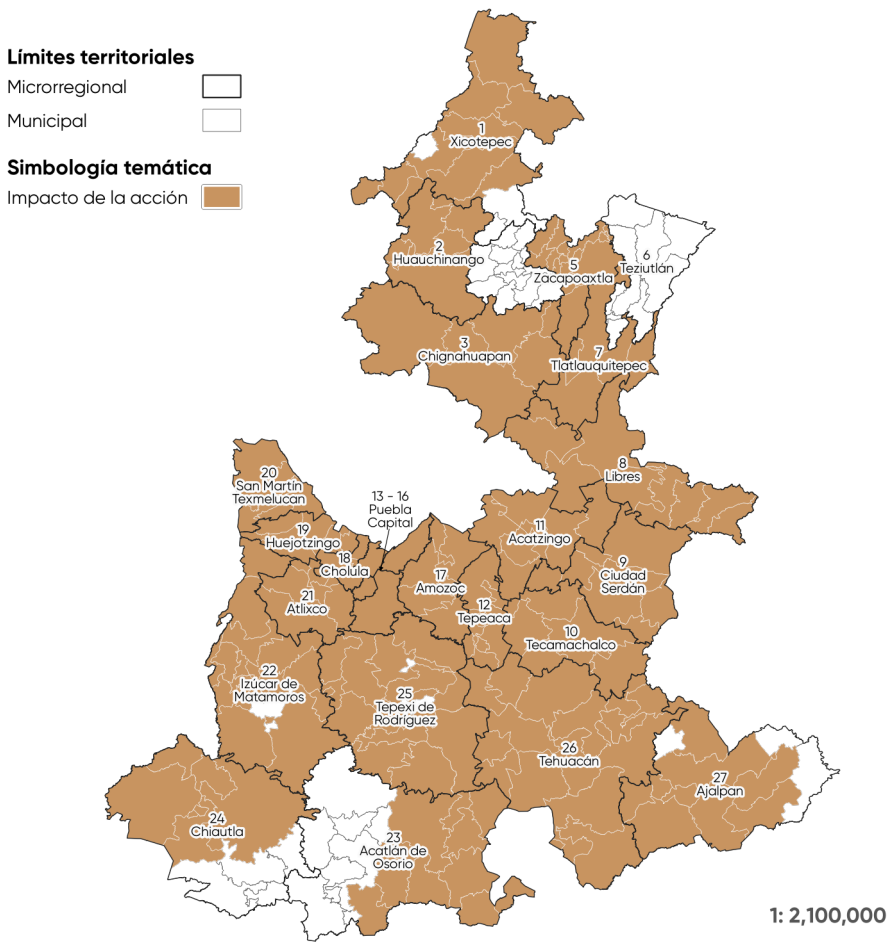 Límites territoriales
Microrregional
Municipal
Simbología temática
Impacto de la acción
1
Xicotepec
2
Huauchinango
5
Zacapoaxtla
6
Teziutlán
3
Chignahuapan
7
Tlatlauquitepec
8
Libres
20
San Martín
Texmelucan
13 - 16
Puebla
Capital
19
Huejotzingo
18
Cholula
11
Acatzingo
9
Ciudad
Serdán
17
Amozoc
21
Atlixco
12
Tepeaca
10
Tecamachalco
22
Izúcar de
Matamoros
25
Tepexi de
Rodríguez
26
Tehuacán
27
Ajalpan
24
Chiautla
23
Acatlán de
Osorio
1: 2,100,000